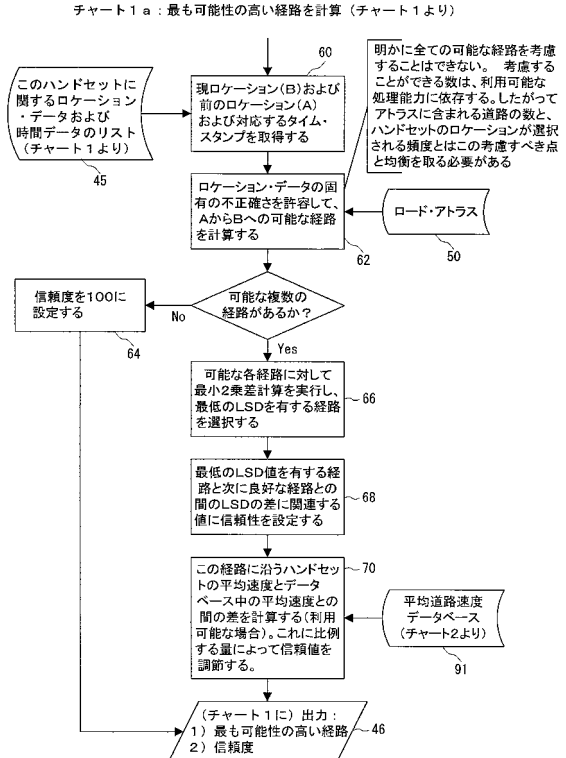 チャート1a:最も可能性の高い経路を計算(チャート1より)
60
このハンドセットに
関するロケーション
・データおよび
時間データのリスト
(チャート1より)
45
現ロケーション(B)および
前のロケーション(A)
および対応するタイム・
スタンプを取得する
明かに全ての可能な経路を考慮
することはできない。 考慮する
ことができる数は、利用可能な
処理能力に依存する。したがって
アトラスに含まれる道路の数と、
ハンドセットのロケーションが選択
される頻度とはこの考慮すべき点
と均衡を取る必要がある
ロケーション・データの固
有の不正確さを許容して、
AからBへの可能な経路
を計算する
62
ロード・アトラス
50
信頼度を100に
設定する
64
No
可能な複数の
経路があるか?
Yes
可能な各経路に対して
最小2乗差計算を実行し、
最低のLSDを有する経路
を選択する
66
最低のLSD値を有する経
路と次に良好な経路との
間のLSDの差に関連する
値に信頼性を設定する
68
この経路に沿うハンドセッ
トの平均速度とデータ
ベース中の平均速度との
間の差を計算する(利用
可能な場合)。これに比例
する量によって信頼値を
調節する。
70
平均道路速度
データベース
(チャート2より)
91
(チャート1に)出力:
1)最も可能性の高い経路
2)信頼度
46